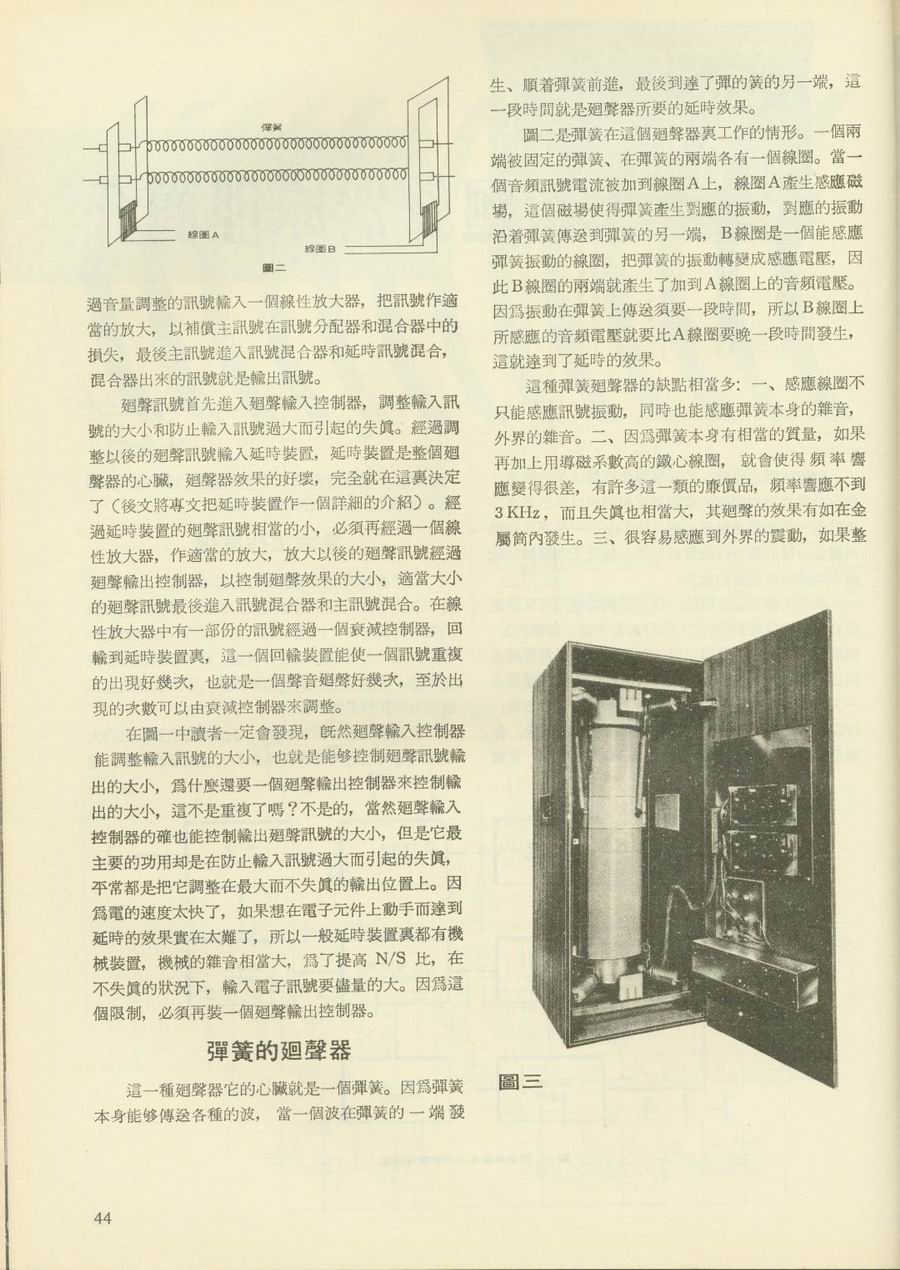 彈簧
線圈A
線圈B
圖二
過音量調整的訊號輸入一個線性放大器，把訊號作適
當的放大，以補償主訊號在訊號分配器和混合器中的
損失，最後主訊號進入訊號混合器和延時訊號混合，
混合器出來的訊號就是輸出訊號。
廻聲訊號首先進入廻聲輸入控制器，調整輸入訊
號的大小和防止輸入訊號過大而引起的失眞。經過調
整以後的廻聲訊號輸入延時裝置，延時裝置是整個廻
聲器的心臟，廻聲器效果的好壞，完全就在這裏決定
了（後文將專文把延時裝置作一個詳細的介紹）。經
過延時裝置的廻聲訊號相當的小，必須再經過一個線
性放大器，作適當的放大，放大以後的廻聲訊號經過
廻聲輸出控制器，以控制廻聲效果的大小，適當大小
的廻聲訊號最後進入訊號混合器和主訊號混合。在線
性放大器中有一部份的訊號經過一個衰減控制器，回
輸到延時裝置裏，這一個回輸裝置能使一個訊號重複
的出現好幾次，也就是一個聲音廻聲好幾次，至於出
現的次數可以由衰減控制器來調整。
在圖一中讀者一定會發現，旣然廻聲輸入控制器
能調整輸入訊號的大小，也就是能够控制廻聲訊號輸
出的大小，爲什麼還要一個廻聲輸出控制器來控制輸
出的大小，這不是重複了嗎？不是的，當然廻聲輸入
控制器的確也能控制輸出廻聲訊號的大小，但是它最
主要的功用却是在防止輸入訊號過大而引起的失眞，
平常都是把它調整在最大而不失眞的輸出位置上。因
爲電的速度太快了，如果想在電子元件上動手而達到
延時的效果實在太難了，所以一般延時裝置裏都有機
械裝置，機械的雜音相當大，爲了提高 N/S 比，在
不失眞的狀況下，輸入電子訊號要儘量的大。因爲這
個限制，必須再裝一個廻聲輸出控制器。
彈簧的廻聲器
這一種廻聲器它的心臟就是一個彈簧。因爲彈簧
本身能够傳送各種的波，當一個波在彈簧的一端發
生、順着彈簧前進，最後到達了彈的簧的另一端，這
一段時間就是廻聲器所要的延時效果。
圖二是彈簧在這個廻聲器裏工作的情形。一個兩
端被固定的彈簧、在彈簧的兩端各有一個線圈。當一
個音頻訊號電流被加到線圈A上，線圈A產生感應磁
場，這個磁場使得彈簧產生對應的振動，對應的振動
沿着彈簧傳送到彈簧的另一端，B線圈是一個能感應
彈簧振動的線圈，把彈簧的振動轉變成感應電壓，因
此B線圈的兩端就產生了加到A線圈上的音頻電壓。
因爲振動在彈簧上傳送須要一段時間，所以B線圈上
所感應的音頻電壓就要比A線圈要晚一段時間發生，
這就達到了延時的效果。
這種彈簧廻聲器的缺點相當多：一、感應線圈不
只能感應訊號振動，同時也能感應彈簧本身的雜音，
外界的雜音。二、因爲彈簧本身有相當的質量，如果
再加上用導磁系數高的鐵心線圈，就會使得頻率響
應變得很差，有許多這一類的廉價品，頻率響應不到
3 KHz，而且失眞也相當大，其廻聲的效果有如在金
屬筒內發生。三、很容易感應到外界的震動，如果整
圖三
44